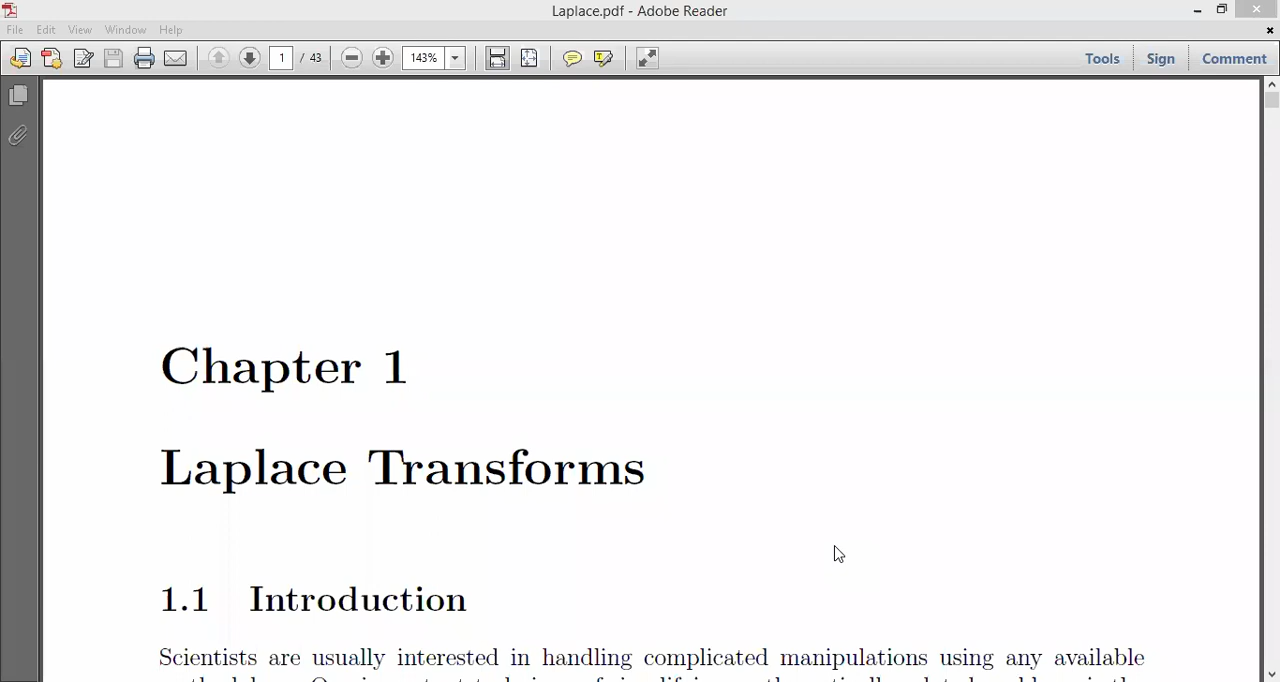 Laplace.pdf - Adobe Reader
File Edit View Window Help
1 / 43 143% Tools Sign Comment
Chapter 1
Laplace Transforms
1.1 Introduction
Scientists are usually interested in handling complicated manipulations using any available